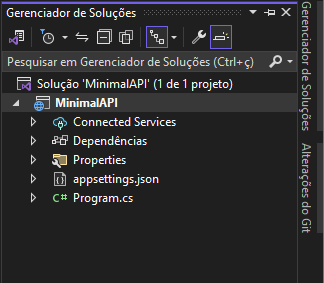 Gerenciador de Soluções
Pesquisar em Gerenciador de Soluções (Ctrl+ç)
Solução 'MinimalAPI' (1 de 1 projeto)
MinimalAPI
Connected Services
Dependências
Properties
appsettings.json
C# Program.cs
Gerenciador de Soluções
Alterações do Git